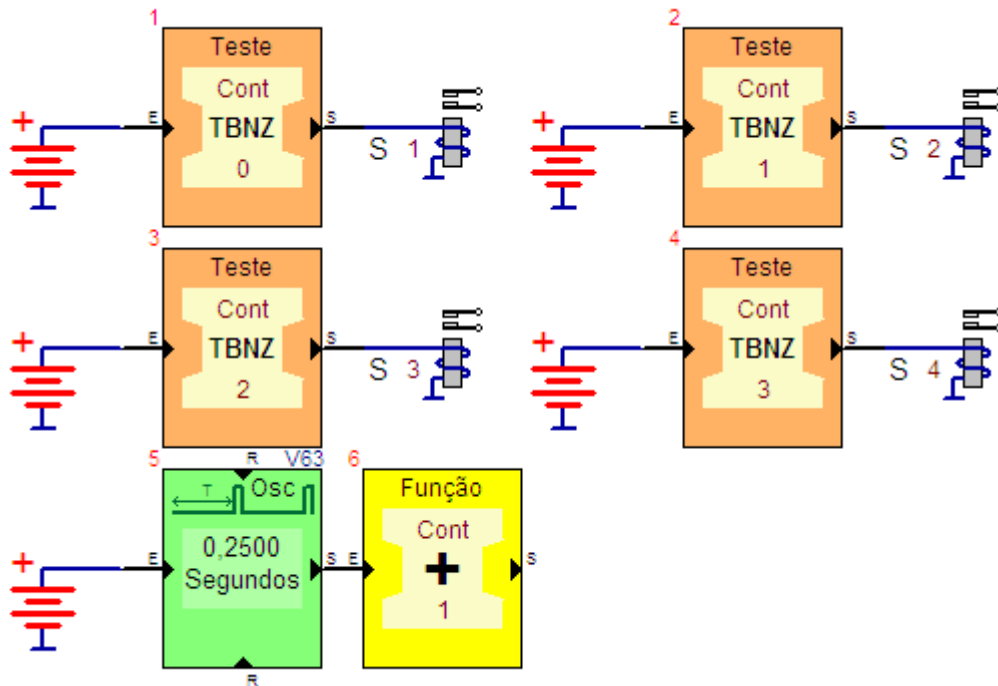 1
Teste
Cont
TBNZ
0
+
E
S
S 1
2
Teste
Cont
TBNZ
1
+
E
S
S 2
3
Teste
Cont
TBNZ
2
+
E
S
S 3
4
Teste
Cont
TBNZ
3
+
E
S
S 4
5
R
V63
T
Osc
0,2500
Segundos
+
E
S
R
6
Função
Cont
+
1
E
S